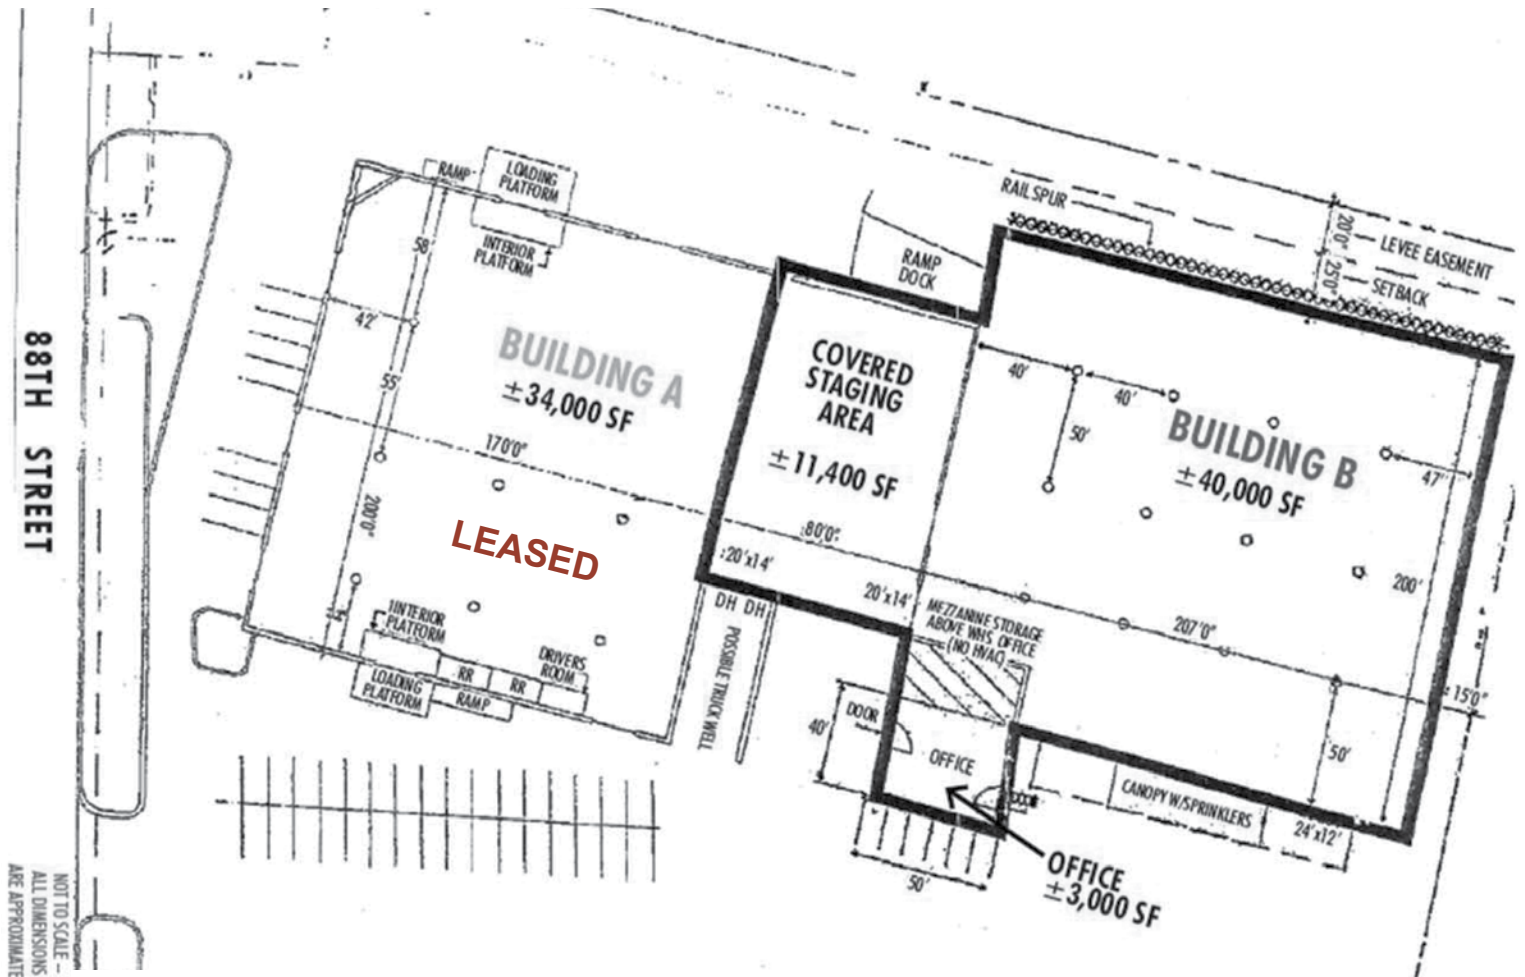 88TH STREET
NOT TO SCALE –
ALL DIMENSIONS
ARE APPROXIMATE
RAMP
LOADING
PLATFORM
INTERIOR
PLATFORM
58'
42'
55'
BUILDING A
±34,000 SF
170'0"
200'0"
LEASED
INTERIOR
PLATFORM
LOADING
PLATFORM
RR
RR
RAMP
DRIVERS
ROOM
RAMP
DOCK
COVERED
STAGING
AREA
±11,400 SF
80'0"
20'x14'
20'x14'
DH DH
POSSIBLE TRUCK WELL
RAILSPUR
20'0"
25'0"
LEVEE EASEMENT
SETBACK
40'
40'
50'
BUILDING B
±40,000 SF
47'
200'
207'0"
15'0"
50'
MEZZANINE STORAGE
ABOVE WHS. OFFICE
(NO HVAC)
DOOR
40'
OFFICE
CANOPY W/SPRINKLERS
24'x12'
50'
OFFICE
±3,000 SF